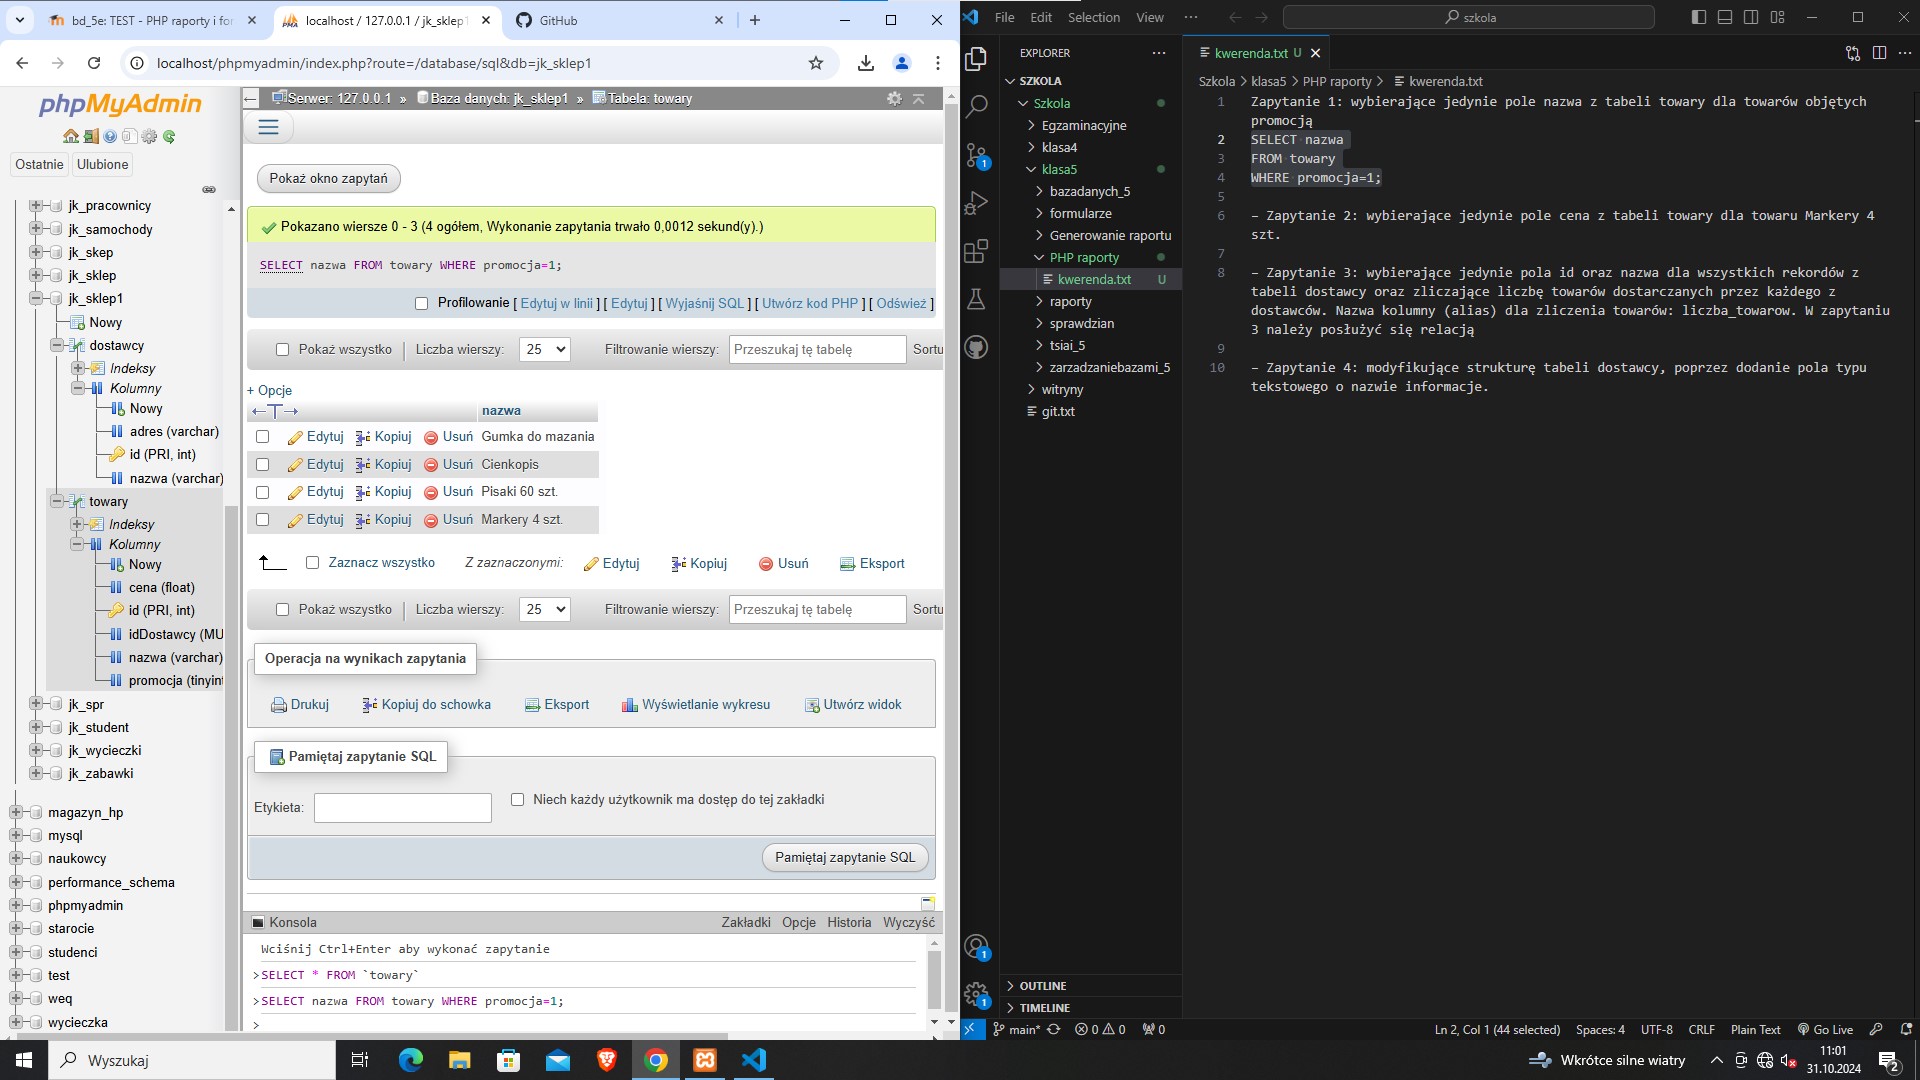 bd_5e: TEST - PHP raporty i for
localhost / 127.0.0.1 / jk_sklep1
GitHub
localhost/phpmyadmin/index.php?route=/database/sql&db=jk_sklep1
phpMyAdmin
Ostatnie
Ulubione
jk_pracownicy
jk_samochody
jk_skep
jk_sklep
jk_sklep1
Nowy
dostawcy
Indeksy
Kolumny
Nowy
adres (varchar)
id (PRI, int)
nazwa (varchar)
towary
Indeksy
Kolumny
Nowy
cena (float)
id (PRI, int)
idDostawcy (MU
nazwa (varchar)
promocja (tinyint
jk_spr
jk_student
jk_wycieczki
jk_zabawki
magazyn_hp
mysql
naukowcy
performance_schema
phpmyadmin
starocie
studenci
test
weq
wycieczka
Serwer: 127.0.0.1 » Baza danych: jk_sklep1 » Tabela: towary
Pokaż okno zapytań
Pokazano wiersze 0 - 3 (4 ogółem, Wykonanie zapytania trwało 0,0012 sekund(y).)
SELECT nazwa FROM towary WHERE promocja=1;
Profilowanie [ Edytuj w linii ] [ Edytuj ] [ Wyjaśnij SQL ] [ Utwórz kod PHP ] [ Odśwież ]
Pokaż wszystko Liczba wierszy: 25 Filtrowanie wierszy: Przeszukaj tę tabelę Sortu
+ Opcje
nazwa
Edytuj Kopiuj Usuń Gumka do mazania
Edytuj Kopiuj Usuń Cienkopis
Edytuj Kopiuj Usuń Pisaki 60 szt.
Edytuj Kopiuj Usuń Markery 4 szt.
Zaznacz wszystko Z zaznaczonymi: Edytuj Kopiuj Usuń Eksport
Pokaż wszystko Liczba wierszy: 25 Filtrowanie wierszy: Przeszukaj tę tabelę Sortu
Operacja na wynikach zapytania
Drukuj Kopiuj do schowka Eksport Wyświetlanie wykresu Utwórz widok
Pamiętaj zapytanie SQL
Etykieta: Niech każdy użytkownik ma dostęp do tej zakładki
Pamiętaj zapytanie SQL
Konsola Zakładki Opcje Historia Wyczyść
Wciśnij Ctrl+Enter aby wykonać zapytanie
>SELECT * FROM `towary`
>SELECT nazwa FROM towary WHERE promocja=1;
>
File Edit Selection View ··· szkola
EXPLORER ···
SZKOLA
Szkola
Egzaminacyjne
klasa4
klasa5
bazadanych_5
formularze
Generowanie raportu
PHP raporty
kwerenda.txt U
raporty
sprawdzian
tsiai_5
zarzadzaniebazami_5
witryny
git.txt
OUTLINE
TIMELINE
kwerenda.txt U
Szkola > klasa5 > PHP raporty > kwerenda.txt
1 Zapytanie 1: wybierające jedynie pole nazwa z tabeli towary dla towarów objętych
promocją
2 SELECT nazwa
3 FROM towary
4 WHERE promocja=1;
5
6 – Zapytanie 2: wybierające jedynie pole cena z tabeli towary dla towaru Markery 4
szt.
7
8 – Zapytanie 3: wybierające jedynie pola id oraz nazwa dla wszystkich rekordów z
tabeli dostawcy oraz zliczające liczbę towarów dostarczanych przez każdego z
dostawców. Nazwa kolumny (alias) dla zliczenia towarów: liczba_towarow. W zapytaniu
3 należy posłużyć się relacją
9
10 – Zapytanie 4: modyfikujące strukturę tabeli dostawcy, poprzez dodanie pola typu
tekstowego o nazwie informacje.
1
1
1
main* 0 0 0 Ln 2, Col 1 (44 selected) Spaces: 4 UTF-8 CRLF Plain Text Go Live
Wyszukaj
Wkrótce silne wiatry
11:01
31.10.2024
2